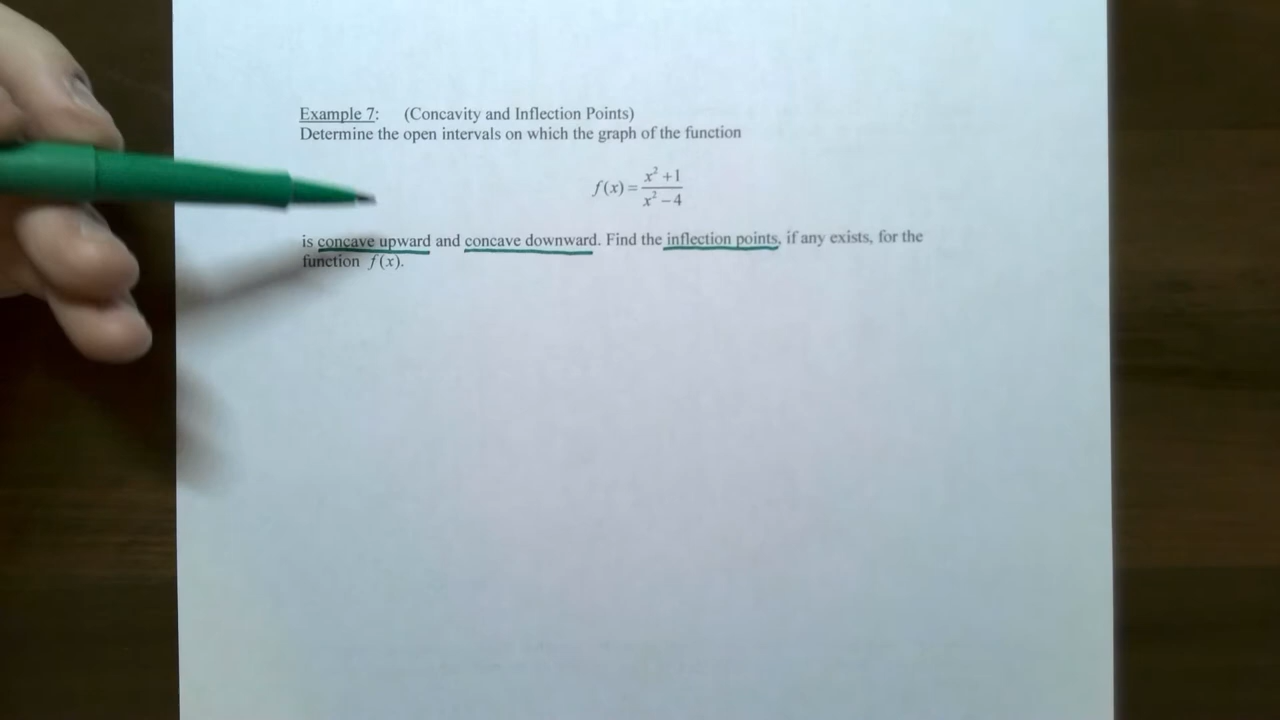 Example 7: (Concavity and Inflection Points)
Determine the open intervals on which the graph of the function
f(x) = (x² + 1)/(x² − 4)
is concave upward and concave downward. Find the inflection points, if any exists, for the
function f(x).